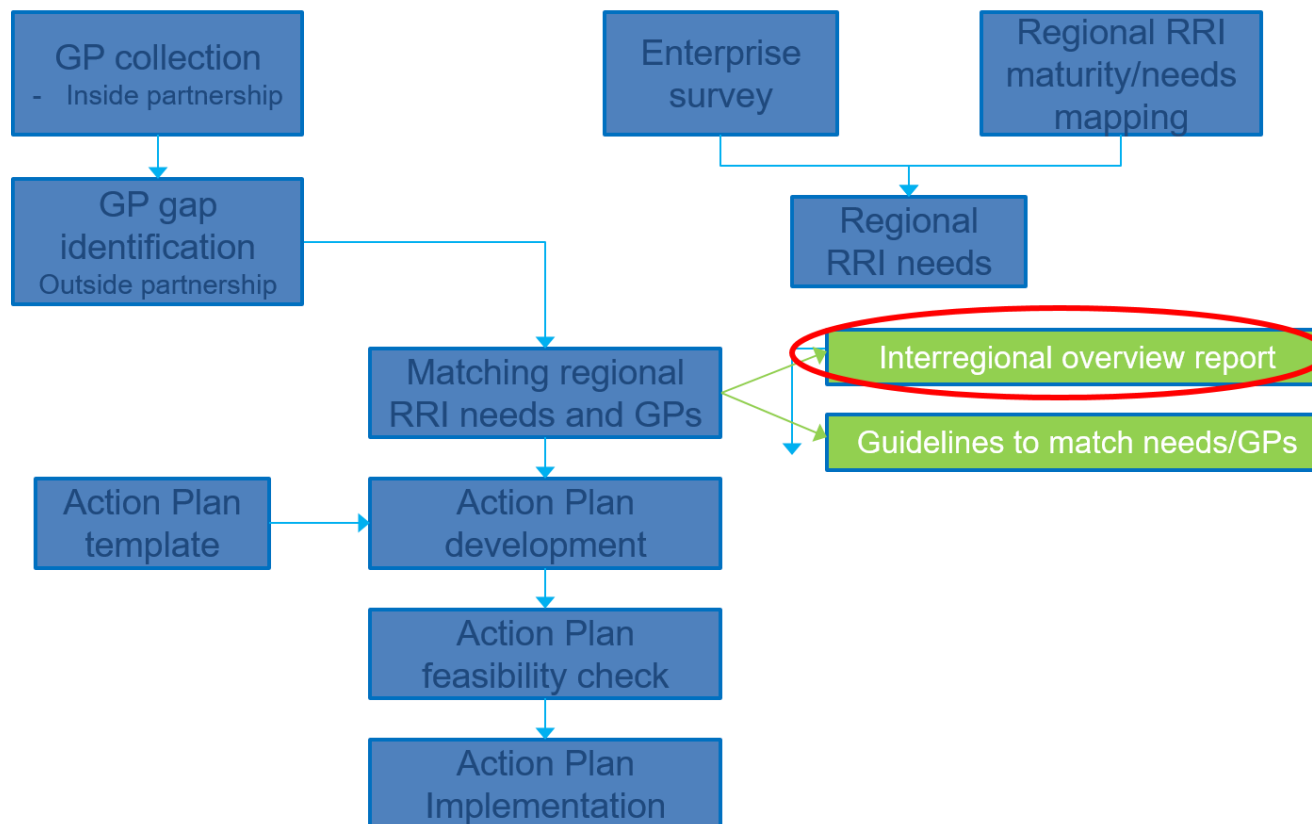 GP collection
- Inside partnership
Enterprise
survey
Regional RRI
maturity/needs
mapping
GP gap
identification
Outside partnership
Regional
RRI needs
Interregional overview report
Matching regional
RRI needs and GPs
Guidelines to match needs/GPs
Action Plan
template
Action Plan
development
Action Plan
feasibility check
Action Plan
Implementation